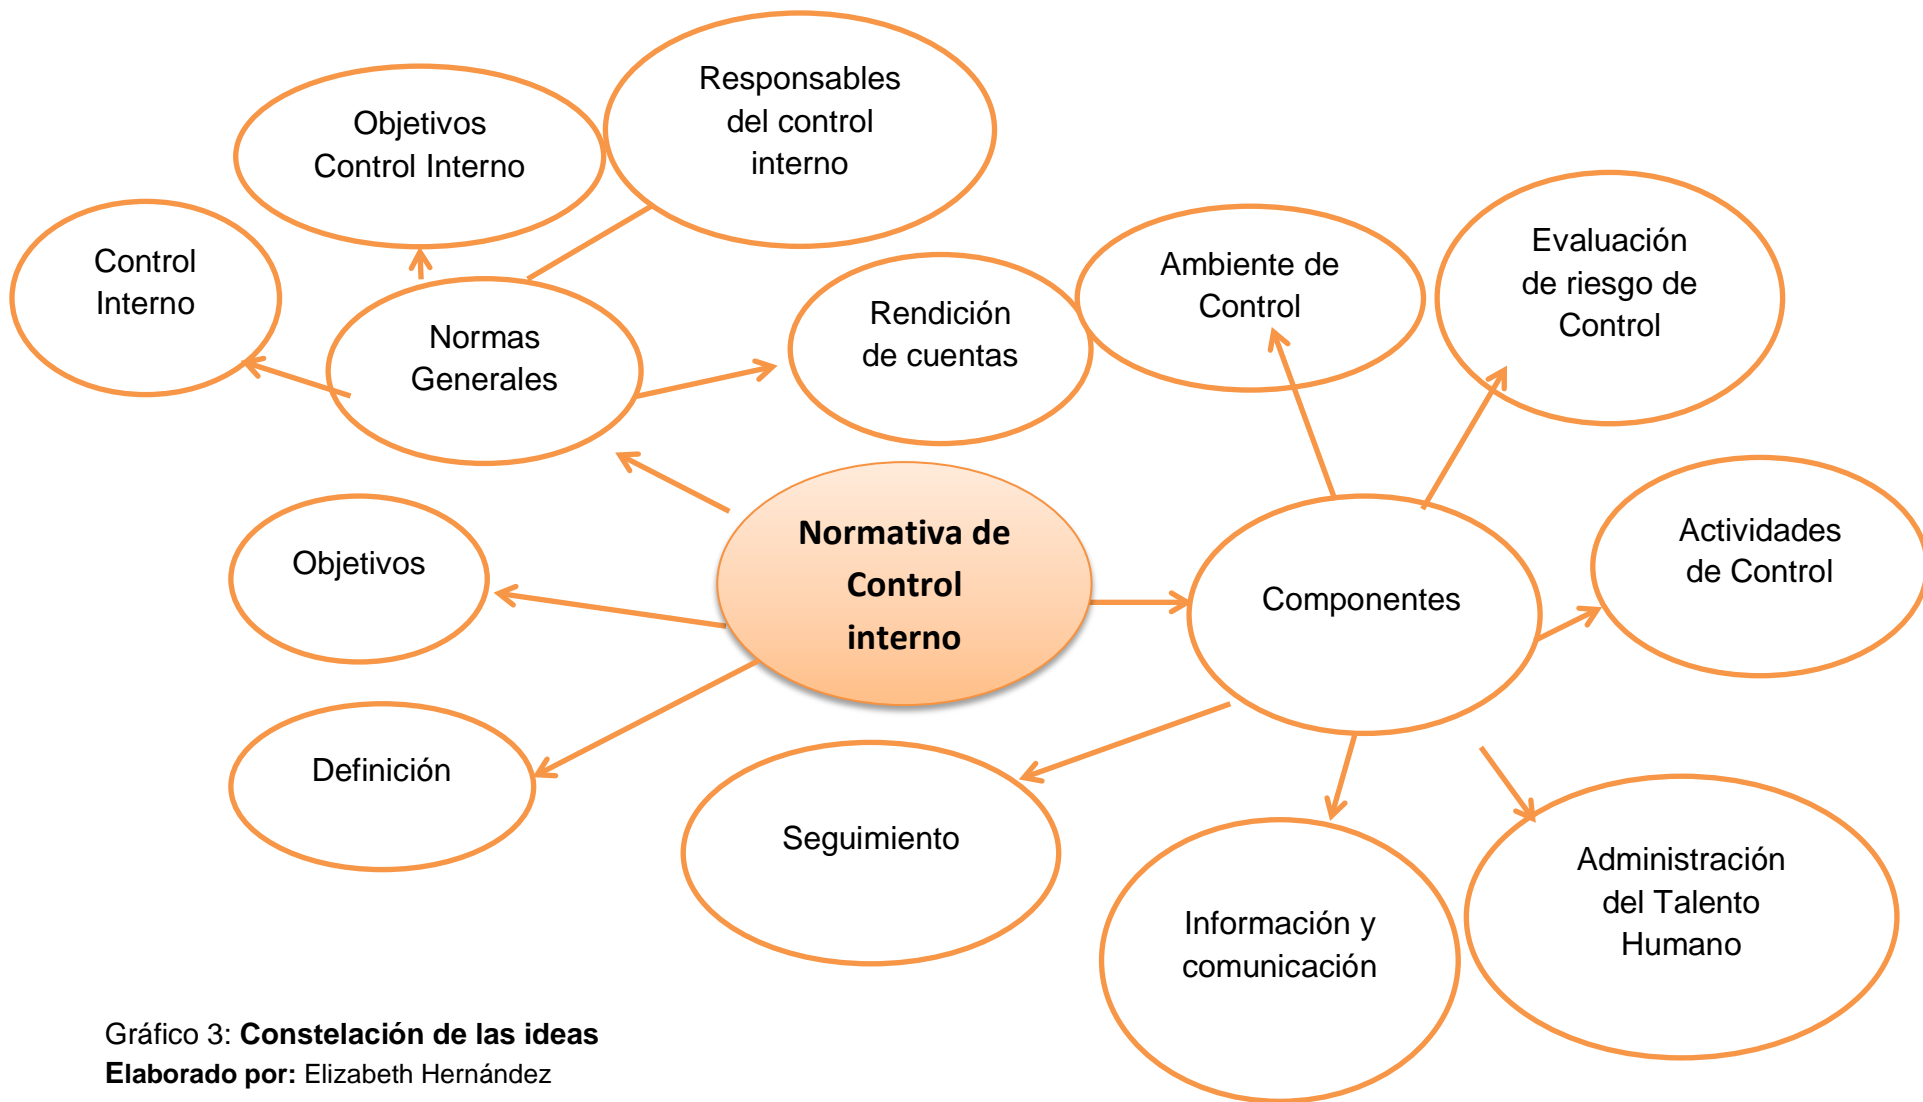 Responsables
del control
interno
Objetivos
Control Interno
Control
Interno
Normas
Generales
Rendición
de cuentas
Ambiente de
Control
Evaluación
de riesgo de
Control
Objetivos
Normativa de
Control
interno
Componentes
Actividades
de Control
Definición
Seguimiento
Información y
comunicación
Administración
del Talento
Humano
Gráfico 3: Constelación de las ideas
Elaborado por: Elizabeth Hernández